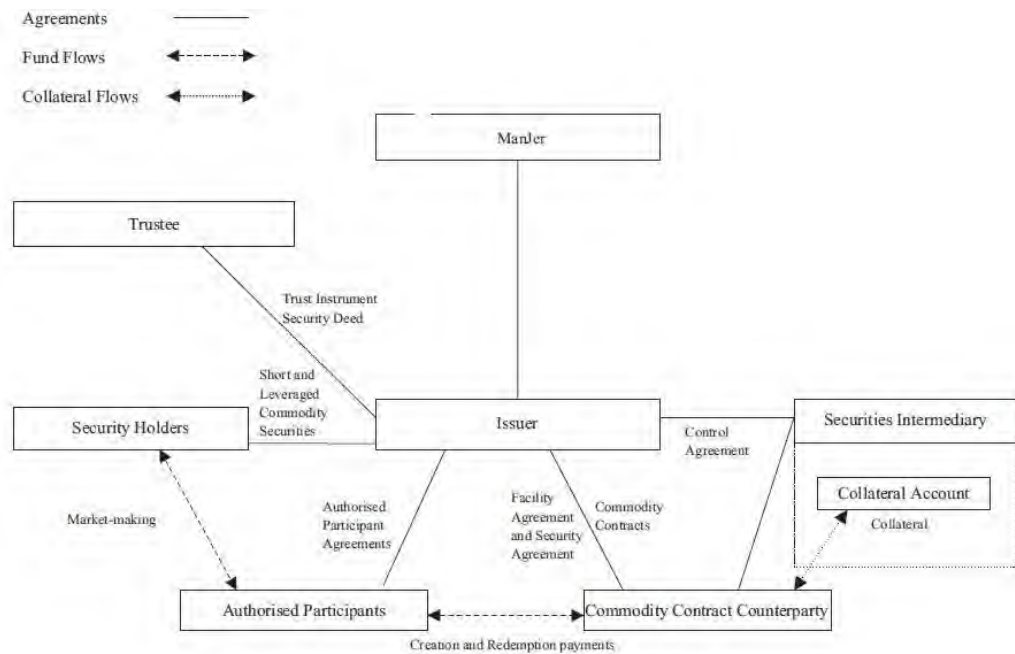 Agreements
Fund Flows
Collateral Flows
ManJer
Trustee
Trust Instrument
Security Deed
Short and
Leveraged
Commodity
Securities
Security Holders
Issuer
Control
Agreement
Securities Intermediary
Collateral Account
Collateral
Market-making
Authorised
Participant
Agreements
Facility
Agreement
and Security
Agreement
Commodity
Contracts
Authorised Participants
Commodity Contract Counterparty
Creation and Redemption payments